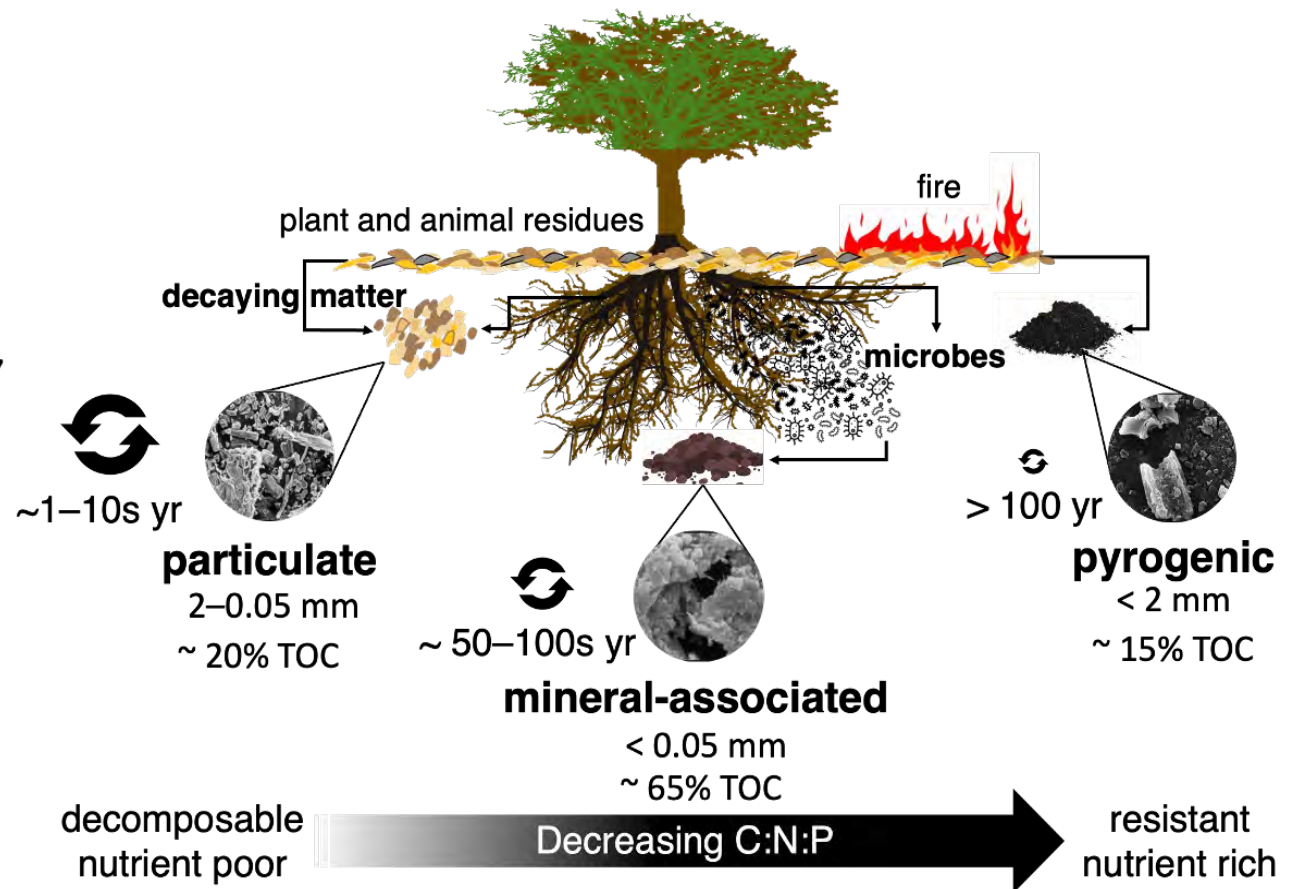 fire
plant and animal residues
decaying matter
microbes
~1–10s yr
particulate
2–0.05 mm
~ 20% TOC
~ 50–100s yr
mineral-associated
< 0.05 mm
~ 65% TOC
> 100 yr
pyrogenic
< 2 mm
~ 15% TOC
decomposable
nutrient poor
Decreasing C:N:P
resistant
nutrient rich